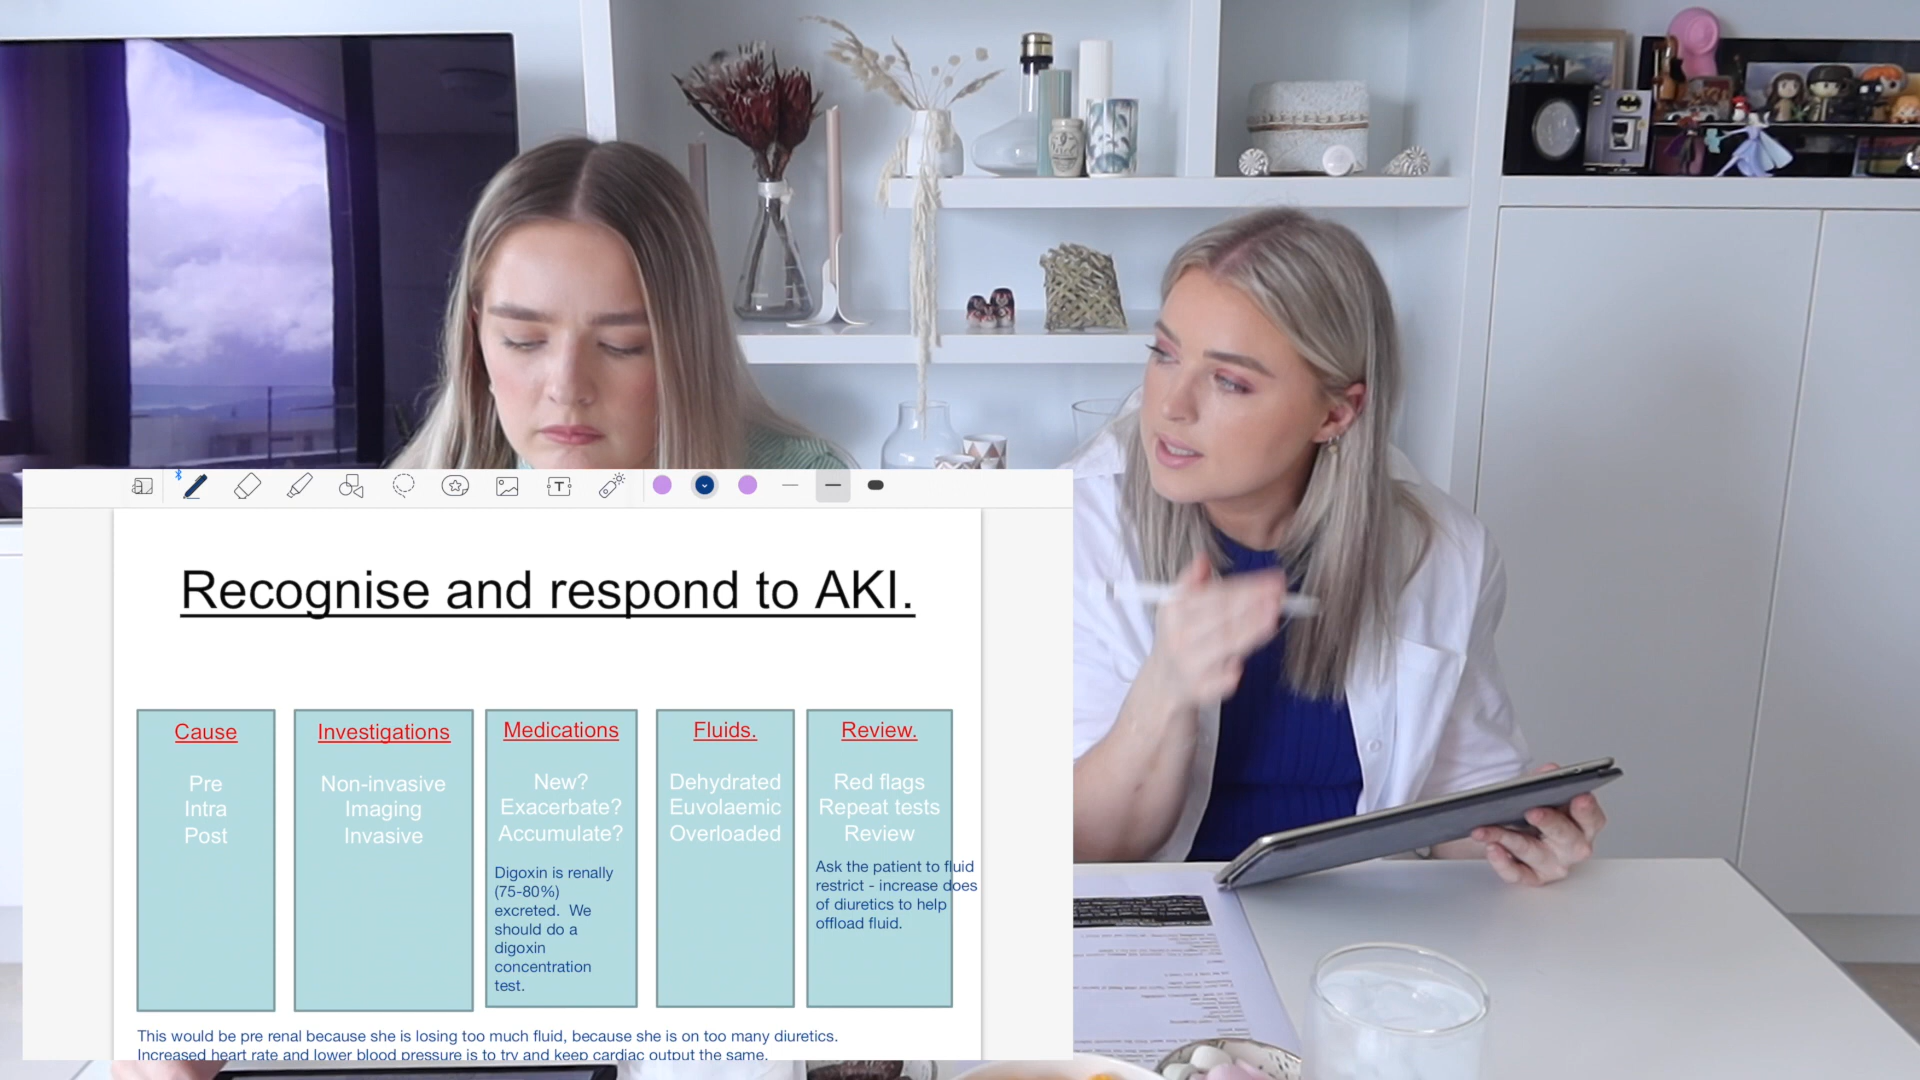 T
Recognise and respond to AKI.
Cause
Pre
Intra
Post
Investigations
Non-invasive
Imaging
Invasive
Medications
New?
Exacerbate?
Accumulate?
Digoxin is renally
(75-80%)
excreted. We
should do a
digoxin
concentration
test.
Fluids.
Dehydrated
Euvolaemic
Overloaded
Review.
Red flags
Repeat tests
Review
Ask the patient to fluid
restrict - increase does
of diuretics to help
offload fluid.
This would be pre renal because she is losing too much fluid, because she is on too many diuretics.
Increased heart rate and lower blood pressure is to try and keep cardiac output the same.